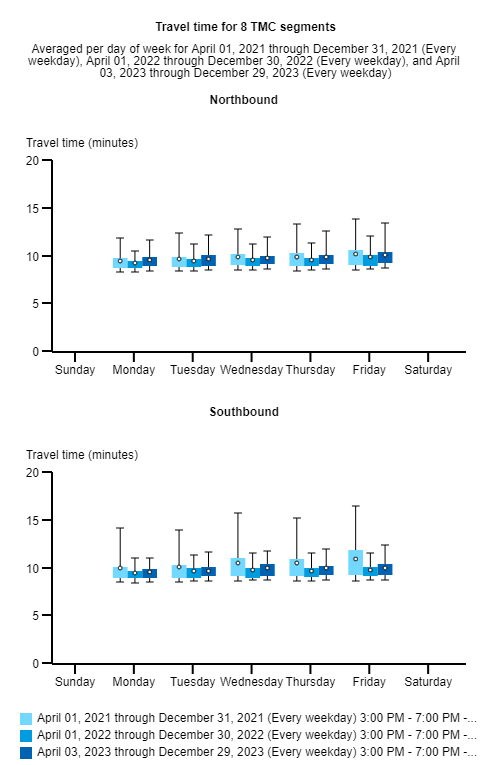 Travel time for 8 TMC segments
Averaged per day of week for April 01, 2021 through December 31, 2021 (Every
weekday), April 01, 2022 through December 30, 2022 (Every weekday), and April
03, 2023 through December 29, 2023 (Every weekday)
Northbound
Travel time (minutes)
20
15
10
5
0
Sunday Monday Tuesday Wednesday Thursday Friday Saturday
Southbound
Travel time (minutes)
20
15
10
5
0
Sunday Monday Tuesday Wednesday Thursday Friday Saturday
April 01, 2021 through December 31, 2021 (Every weekday) 3:00 PM - 7:00 PM -...
April 01, 2022 through December 30, 2022 (Every weekday) 3:00 PM - 7:00 PM -...
April 03, 2023 through December 29, 2023 (Every weekday) 3:00 PM - 7:00 PM -...